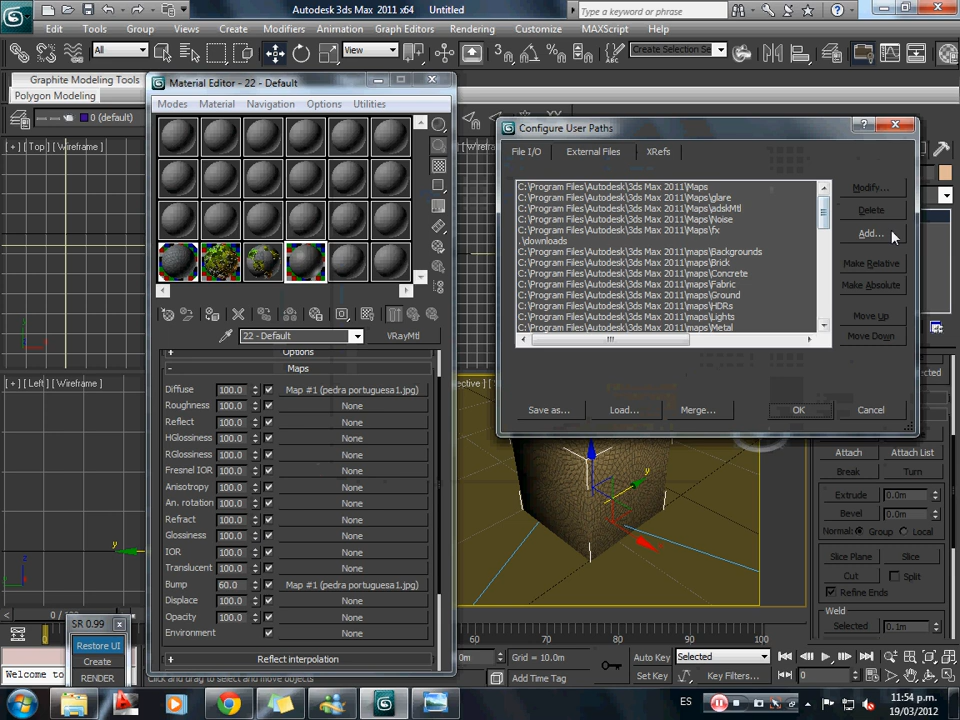 Autodesk 3ds Max 2011 x64    Untitled
Type a keyword or phrase
Edit Tools Group Views Create Modifiers Animation Graph Editors Rendering Customize MAXScript Help
All
View
Create Selection Se
Graphite Modeling Tools
Polygon Modeling
0 (default)
[ + ] [ Top ] [ Wireframe ]
[ + ] [ Left ] [ Wireframe ]
Material Editor - 22 - Default
Modes Material Navigation Options Utilities
22 - Default
VRayMtl
Options
Maps
Diffuse 100.0 Map #1 (pedra portuguesa1.jpg)
Roughness 100.0 None
Reflect 100.0 None
HGlossiness 100.0 None
RGlossiness 100.0 None
Fresnel IOR 100.0 None
Anisotropy 100.0 None
An. rotation 100.0 None
Refract 100.0 None
Glossiness 100.0 None
IOR 100.0 None
Translucent 100.0 None
Bump 60.0 Map #1 (pedra portuguesa1.jpg)
Displace 100.0 None
Opacity 100.0 None
Environment None
Reflect interpolation
Configure User Paths
File I/O External Files XRefs
C:\Program Files\Autodesk\3ds Max 2011\Maps
C:\Program Files\Autodesk\3ds Max 2011\Maps\glare
C:\Program Files\Autodesk\3ds Max 2011\Maps\adskMtl
C:\Program Files\Autodesk\3ds Max 2011\Maps\Noise
C:\Program Files\Autodesk\3ds Max 2011\Maps\fx
.\downloads
C:\Program Files\Autodesk\3ds Max 2011\maps\Backgrounds
C:\Program Files\Autodesk\3ds Max 2011\maps\Brick
C:\Program Files\Autodesk\3ds Max 2011\maps\Concrete
C:\Program Files\Autodesk\3ds Max 2011\maps\Fabric
C:\Program Files\Autodesk\3ds Max 2011\maps\Ground
C:\Program Files\Autodesk\3ds Max 2011\maps\HDRs
C:\Program Files\Autodesk\3ds Max 2011\maps\Lights
C:\Program Files\Autodesk\3ds Max 2011\maps\Metal
Modify...
Delete
Add...
Make Relative
Make Absolute
Move Up
Move Down
Save as... Load... Merge... OK Cancel
Attach Attach List
Break Turn
Extrude 0.0m
Bevel 0.0m
Normal: Group Local
Slice Plane Slice
Cut Split
Refine Ends
Weld
Selected 0.1m
60 70 80 90 100
SR 0.99
Restore UI
Create
RENDER
Welcome to
Grid = 10.0m
Add Time Tag
Auto Key Selected
Set Key Key Filters...
0
y
z
y
ES
11:54 p.m.
19/03/2012